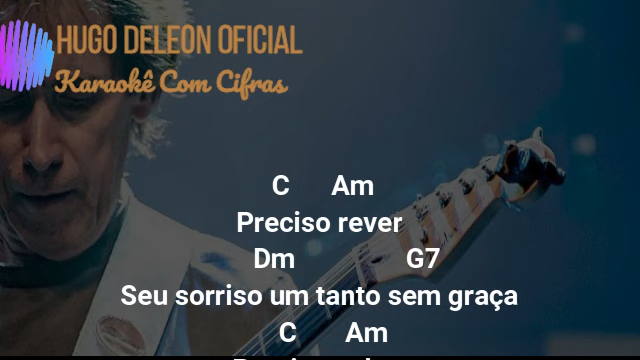 HUGO DELEON OFICIAL
Karaokê Com Cifras
C Am
Preciso rever
Dm G7
Seu sorriso um tanto sem graça
C Am